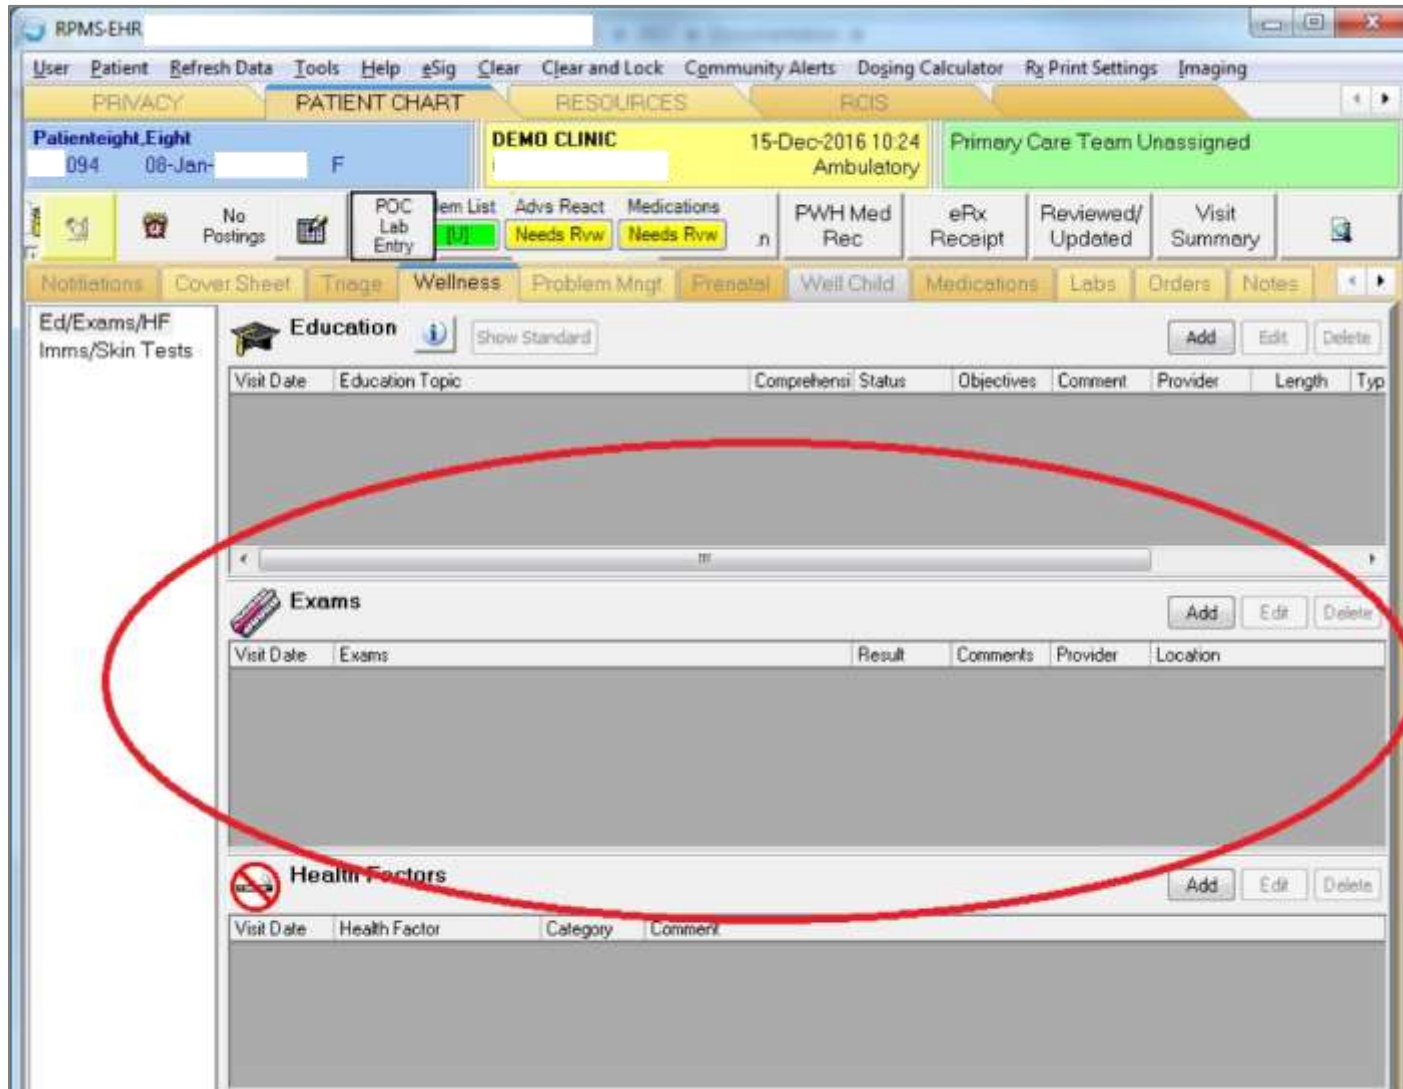 RPMS-EHR
User Patient Refresh Data Tools Help eSig Clear Clear and Lock Community Alerts Dosing Calculator Rx Print Settings Imaging
PRIVACY PATIENT CHART RESOURCES RCIS
Patienteight,Eight DEMO CLINIC 15-Dec-2016 10:24 Primary Care Team Unassigned
094 08-Jan- F Ambulatory
No Postings
POC Lab Entry
em List Advs React Medications
[U] Needs Rvw Needs Rvw
n
PWH Med Rec
eRx Receipt
Reviewed/ Updated
Visit Summary
Notifiations Cover Sheet Triage Wellness Problem Mngt Prenatal Well Child Medications Labs Orders Notes
Ed/Exams/HF
Imms/Skin Tests
Education Show Standard Add Edit Delete
Visit Date Education Topic Comprehensi Status Objectives Comment Provider Length Typ
Exams Add Edit Delete
Visit Date Exams Result Comments Provider Location
Health Factors Add Edit Delete
Visit Date Health Factor Category Comment